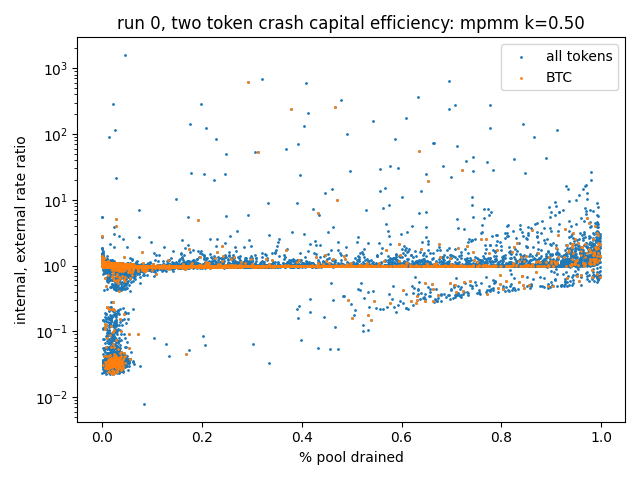 run 0, two token crash capital efficiency: mpmm k=0.50
all tokens
BTC
internal, external rate ratio
10³
10²
10¹
10⁰
10⁻¹
10⁻²
0.0 0.2 0.4 0.6 0.8 1.0
% pool drained